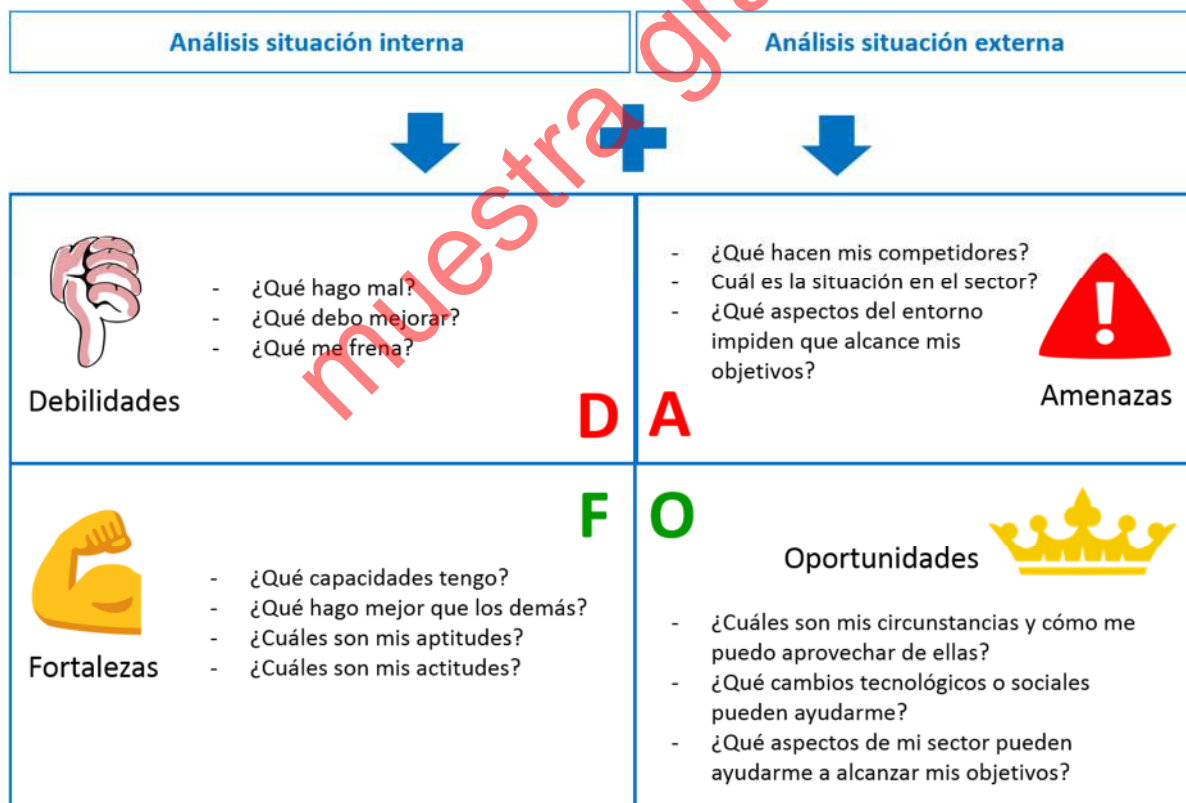 Análisis situación interna
Análisis situación externa
muestra
¿Qué hago mal?
¿Qué debo mejorar?
¿Qué me frena?
Debilidades
D
- ¿Qué hacen mis competidores?
- Cuál es la situación en el sector?
- ¿Qué aspectos del entorno
impiden que alcance mis
objetivos?
Amenazas
A
F
- ¿Qué capacidades tengo?
- ¿Qué hago mejor que los demás?
- ¿Cuáles son mis aptitudes?
- ¿Cuáles son mis actitudes?
Fortalezas
O
Oportunidades
- ¿Cuáles son mis circunstancias y cómo me
puedo aprovechar de ellas?
- ¿Qué cambios tecnológicos o sociales
pueden ayudarme?
- ¿Qué aspectos de mi sector pueden
ayudarme a alcanzar mis objetivos?